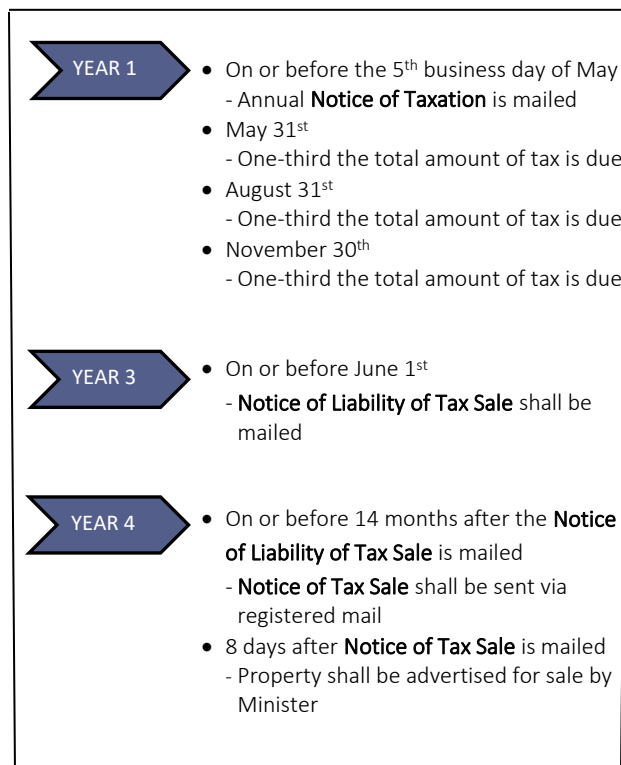 YEAR 1
• On or before the 5th business day of May
- Annual Notice of Taxation is mailed
• May 31st
- One-third the total amount of tax is due
• August 31st
- One-third the total amount of tax is due
• November 30th
- One-third the total amount of tax is due
YEAR 3
• On or before June 1st
- Notice of Liability of Tax Sale shall be
mailed
YEAR 4
• On or before 14 months after the Notice
of Liability of Tax Sale is mailed
- Notice of Tax Sale shall be sent via
registered mail
• 8 days after Notice of Tax Sale is mailed
- Property shall be advertised for sale by
Minister